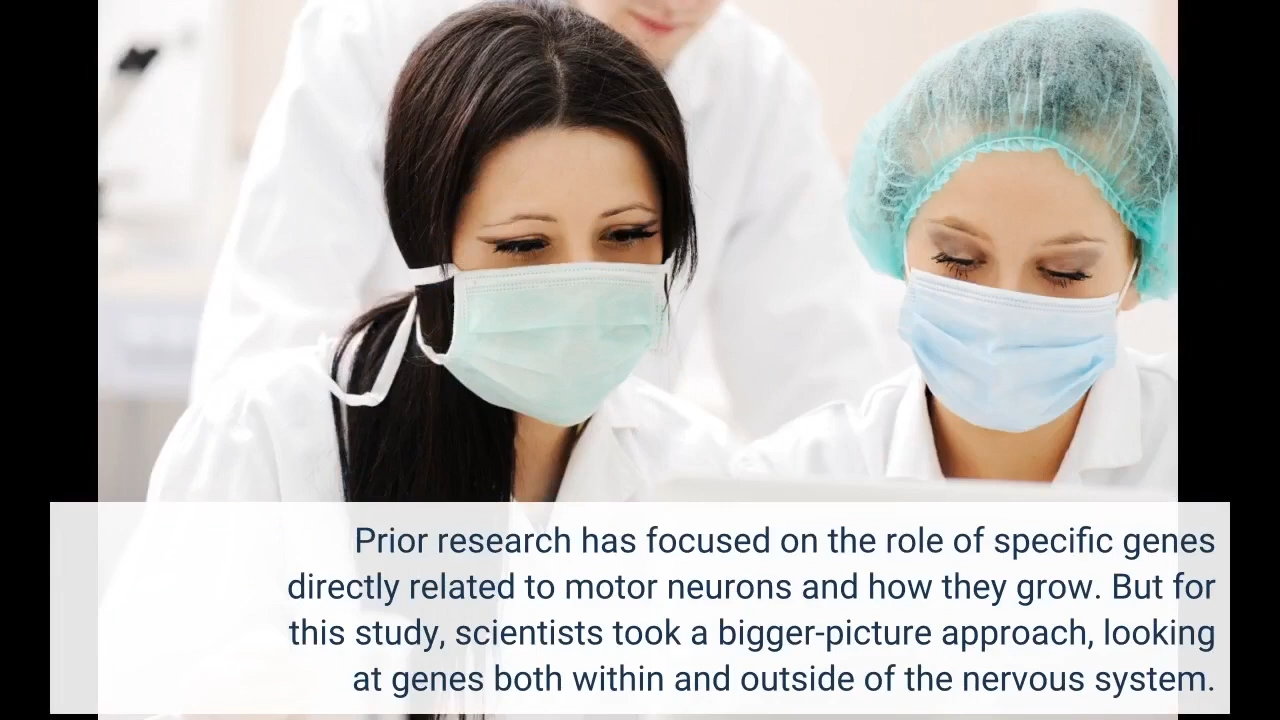 Prior research has focused on the role of specific genes
directly related to motor neurons and how they grow. But for
this study, scientists took a bigger-picture approach, looking
at genes both within and outside of the nervous system.